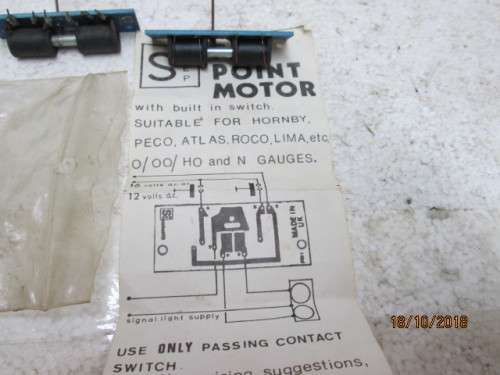 S
E
P
POINT
MOTOR
with built in switch.
SUITABLE FOR HORNBY,
PECO, ATLAS, ROCO, LIMA, etc
O/OO/HO and N GAUGES.
12 volts
MADE IN
UK
signal light supply
USE ONLY PASSING CONTACT
SWITCH.
suggestions,
18/10/2018